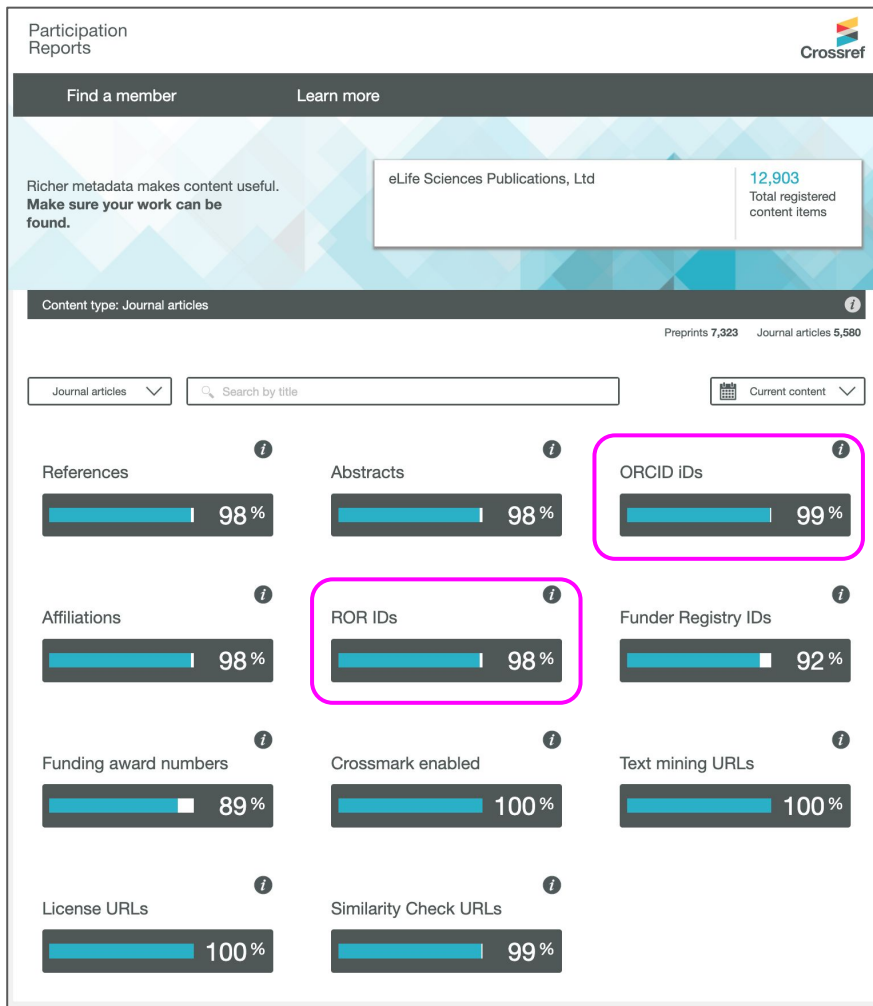 Participation
Reports
Crossref
Find a member
Learn more
Richer metadata makes content useful.
Make sure your work can be
found.
eLife Sciences Publications, Ltd
12,903
Total registered
content items
Content type: Journal articles
i
Preprints 7,323 Journal articles 5,580
Journal articles
Search by title
Current content
i
References
98 %
i
Abstracts
98 %
i
ORCID iDs
99 %
i
Affiliations
98 %
i
ROR IDs
98 %
i
Funder Registry IDs
92 %
i
Funding award numbers
89 %
i
Crossmark enabled
100 %
i
Text mining URLs
100 %
i
License URLs
100 %
i
Similarity Check URLs
99 %